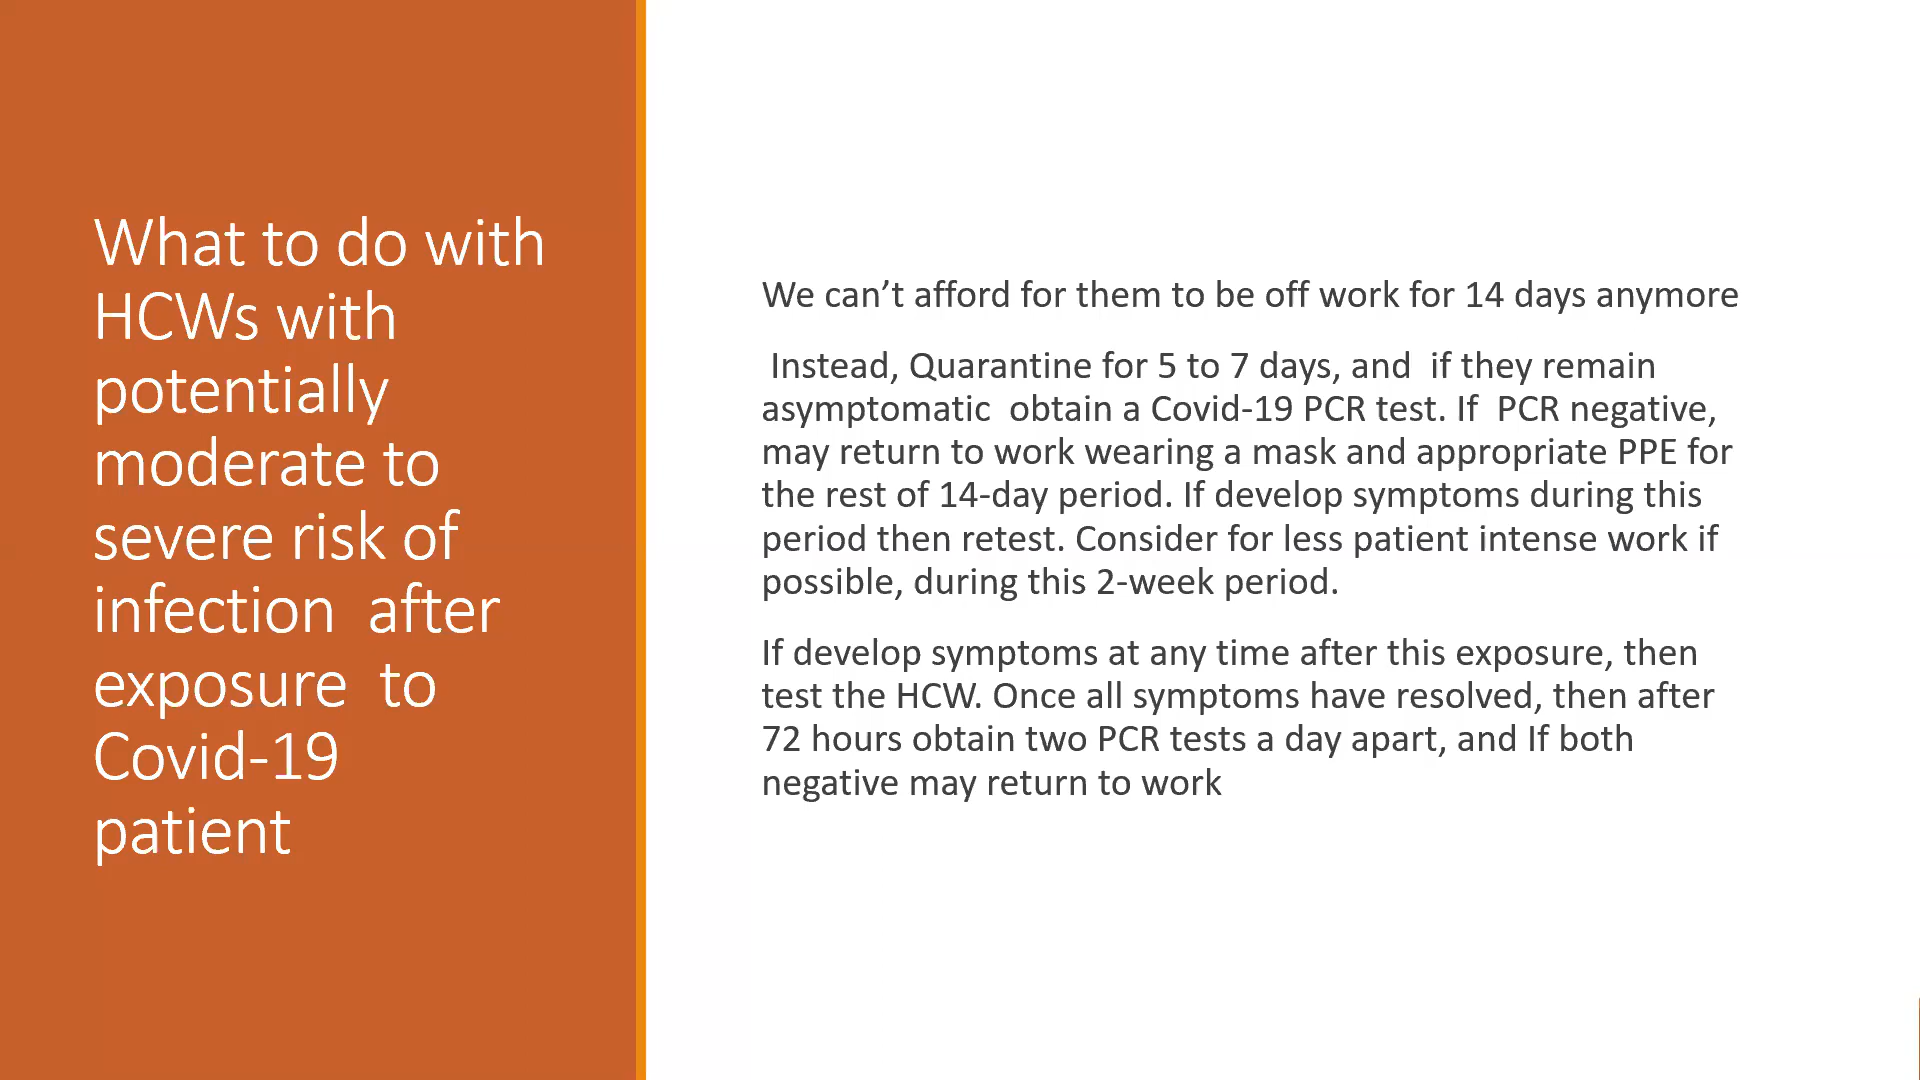 What to do with
HCWs with
potentially
moderate to
severe risk of
infection  after
exposure  to
Covid-19
patient
We can’t afford for them to be off work for 14 days anymore
Instead, Quarantine for 5 to 7 days, and  if they remain
asymptomatic  obtain a Covid-19 PCR test. If  PCR negative,
may return to work wearing a mask and appropriate PPE for
the rest of 14-day period. If develop symptoms during this
period then retest. Consider for less patient intense work if
possible, during this 2-week period.
If develop symptoms at any time after this exposure, then
test the HCW. Once all symptoms have resolved, then after
72 hours obtain two PCR tests a day apart, and If both
negative may return to work